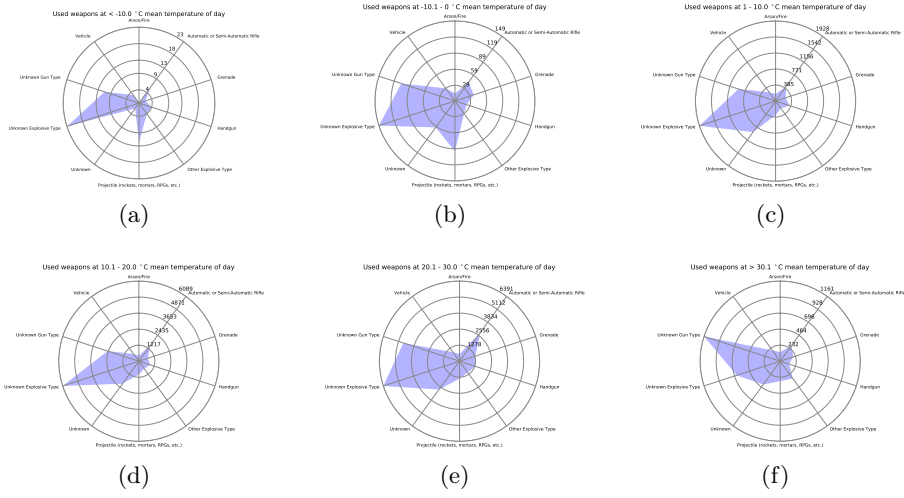 Used weapons at < -10.0 °C mean temperature of day
Arson/Fire
Vehicle
23
Automatic or Semi-Automatic Rifle
18
13
9
4
Unknown Gun Type
Grenade
Unknown Explosive Type
Handgun
Unknown
Other Explosive Type
Projectile (rockets, mortars, RPGs, etc.)
(a)
Used weapons at -10.1 - 0 °C mean temperature of day
Arson/Fire
Vehicle
149
Automatic or Semi-Automatic Rifle
119
89
59
29
Unknown Gun Type
Grenade
Unknown Explosive Type
Handgun
Unknown
Other Explosive Type
Projectile (rockets, mortars, RPGs, etc.)
(b)
Used weapons at 1 - 10.0 °C mean temperature of day
Arson/Fire
Vehicle
1928
Automatic or Semi-Automatic Rifle
1542
1156
771
385
Unknown Gun Type
Grenade
Unknown Explosive Type
Handgun
Unknown
Other Explosive Type
Projectile (rockets, mortars, RPGs, etc.)
(c)
Used weapons at 10.1 - 20.0 °C mean temperature of day
Arson/Fire
Vehicle
6089
Automatic or Semi-Automatic Rifle
4871
3653
2435
1217
Unknown Gun Type
Grenade
Unknown Explosive Type
Handgun
Unknown
Other Explosive Type
Projectile (rockets, mortars, RPGs, etc.)
(d)
Used weapons at 20.1 - 30.0 °C mean temperature of day
Arson/Fire
Vehicle
6391
Automatic or Semi-Automatic Rifle
5112
3834
2556
1278
Unknown Gun Type
Grenade
Unknown Explosive Type
Handgun
Unknown
Other Explosive Type
Projectile (rockets, mortars, RPGs, etc.)
(e)
Used weapons at > 30.1 °C mean temperature of day
Arson/Fire
Vehicle
1161
Automatic or Semi-Automatic Rifle
928
696
464
232
Unknown Gun Type
Grenade
Unknown Explosive Type
Handgun
Unknown
Other Explosive Type
Projectile (rockets, mortars, RPGs, etc.)
(f)